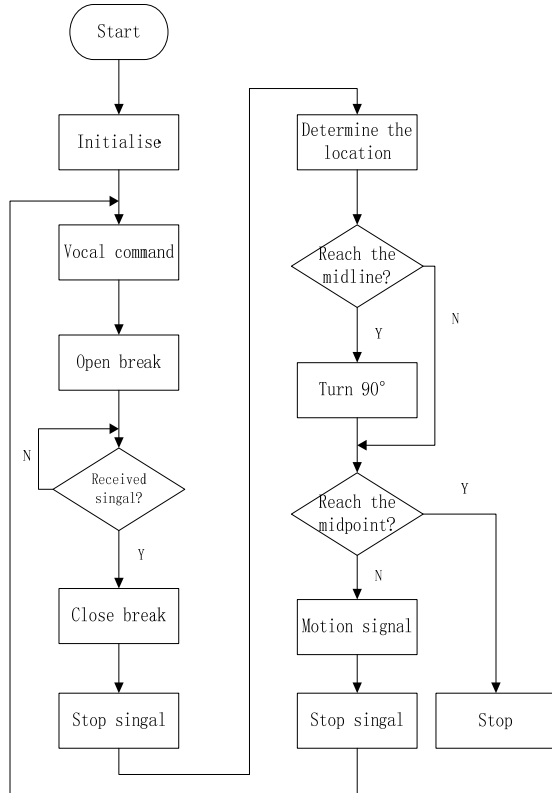 Start
Initialise
Vocal command
Open break
N
Received
singal?
Y
Close break
Stop singal
Determine the
location
Reach the
midline?
N
Y
Turn 90°
Reach the
midpoint?
Y
N
Motion signal
Stop singal
Stop